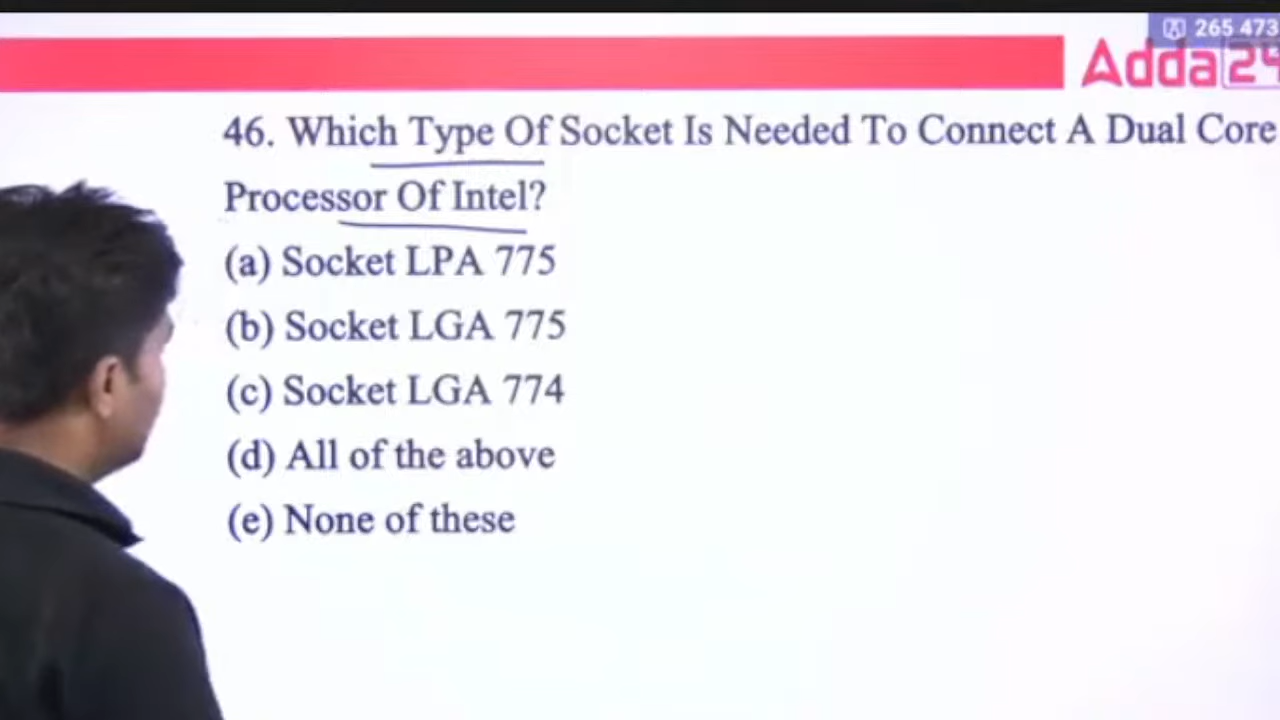 265 473
Adda24
46. Which Type Of Socket Is Needed To Connect A Dual Core
Processor Of Intel?
(a) Socket LPA 775
(b) Socket LGA 775
(c) Socket LGA 774
(d) All of the above
(e) None of these